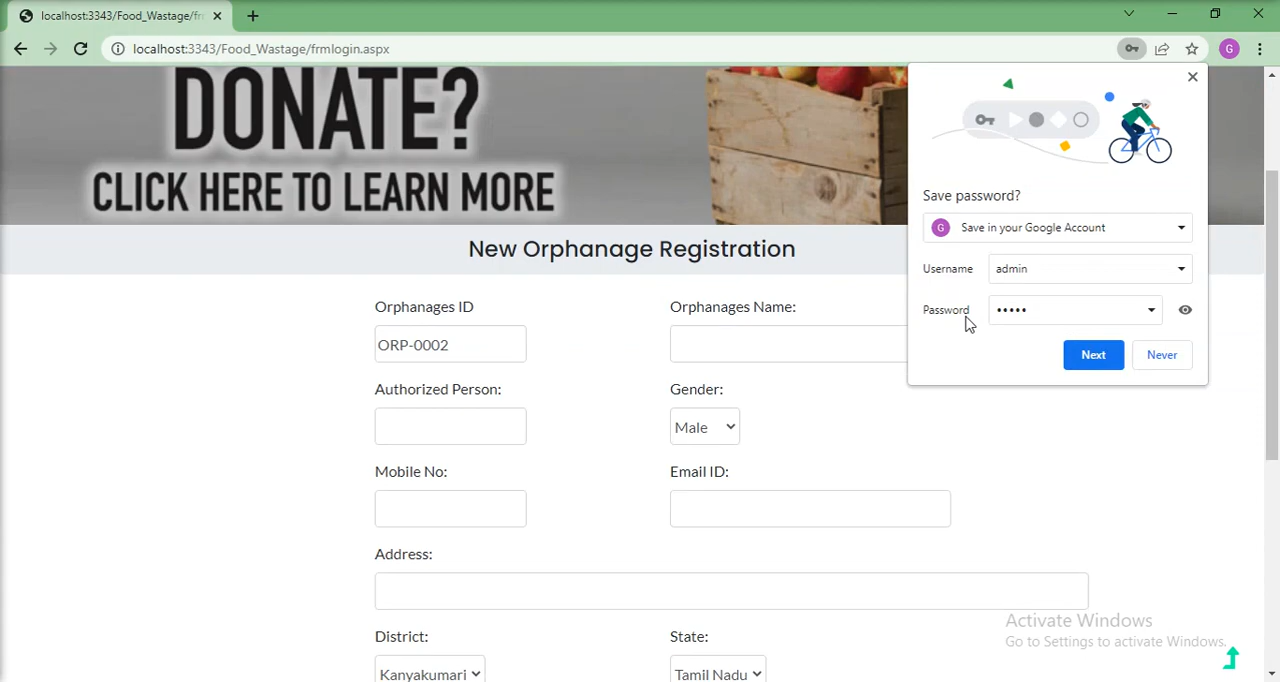 localhost:3343/Food_Wastage/fr
localhost:3343/Food_Wastage/frmlogin.aspx
G
DONATE?
CLICK HERE TO LEARN MORE
Save password?
G Save in your Google Account
Username admin
Password •••••
Next Never
New Orphanage Registration
Orphanages ID Orphanages Name:
ORP-0002
Authorized Person: Gender:
Male
Mobile No: Email ID:
Address:
District: State:
Kanyakumari Tamil Nadu
Activate Windows
Go to Settings to activate Windows.